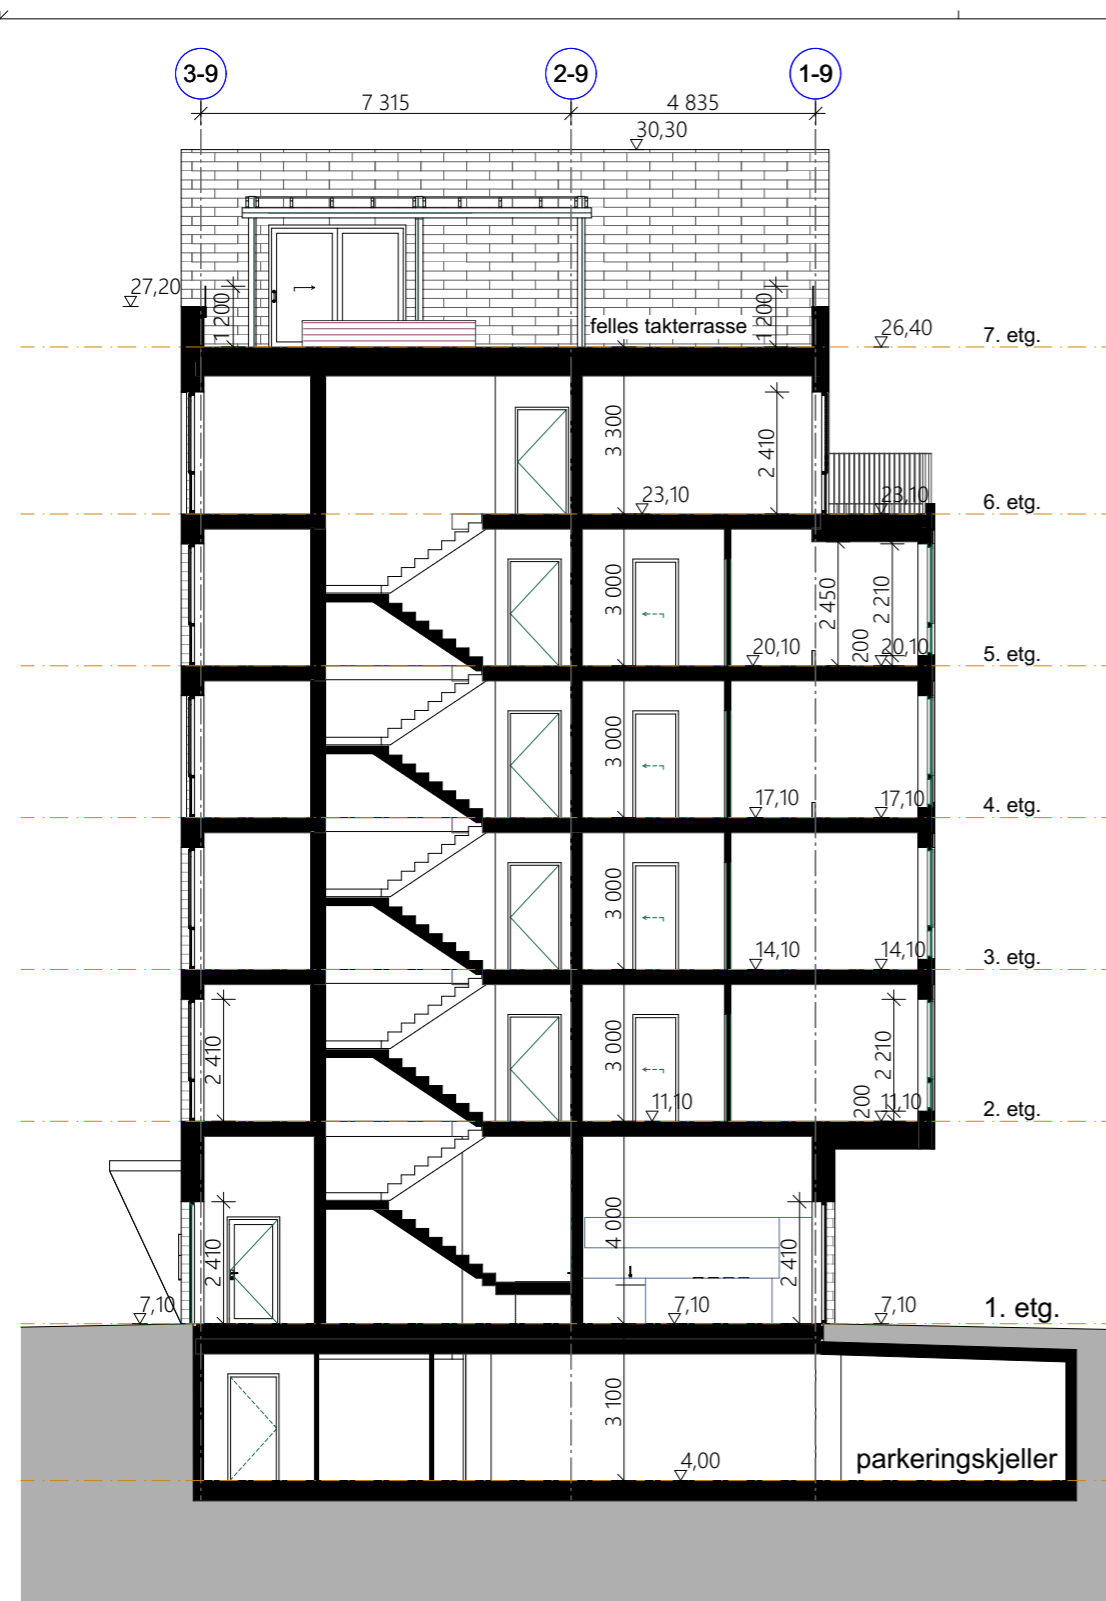 3-9 2-9 1-9
7 315 4 835
30,30
27,20
1 200 felles takterrasse 1 200 26,40 7. etg.
3 300 2 410
23,10 23,10 6. etg.
3 000 2 450 200 2 210
20,10 20,10 5. etg.
3 000
17,10 17,10 4. etg.
3 000
14,10 14,10 3. etg.
2 410 3 000 200 2 210
11,10 11,10 2. etg.
2 410 4 000 2 410
7,10 7,10 7,10 1. etg.
3 100
4,00 parkeringskjeller